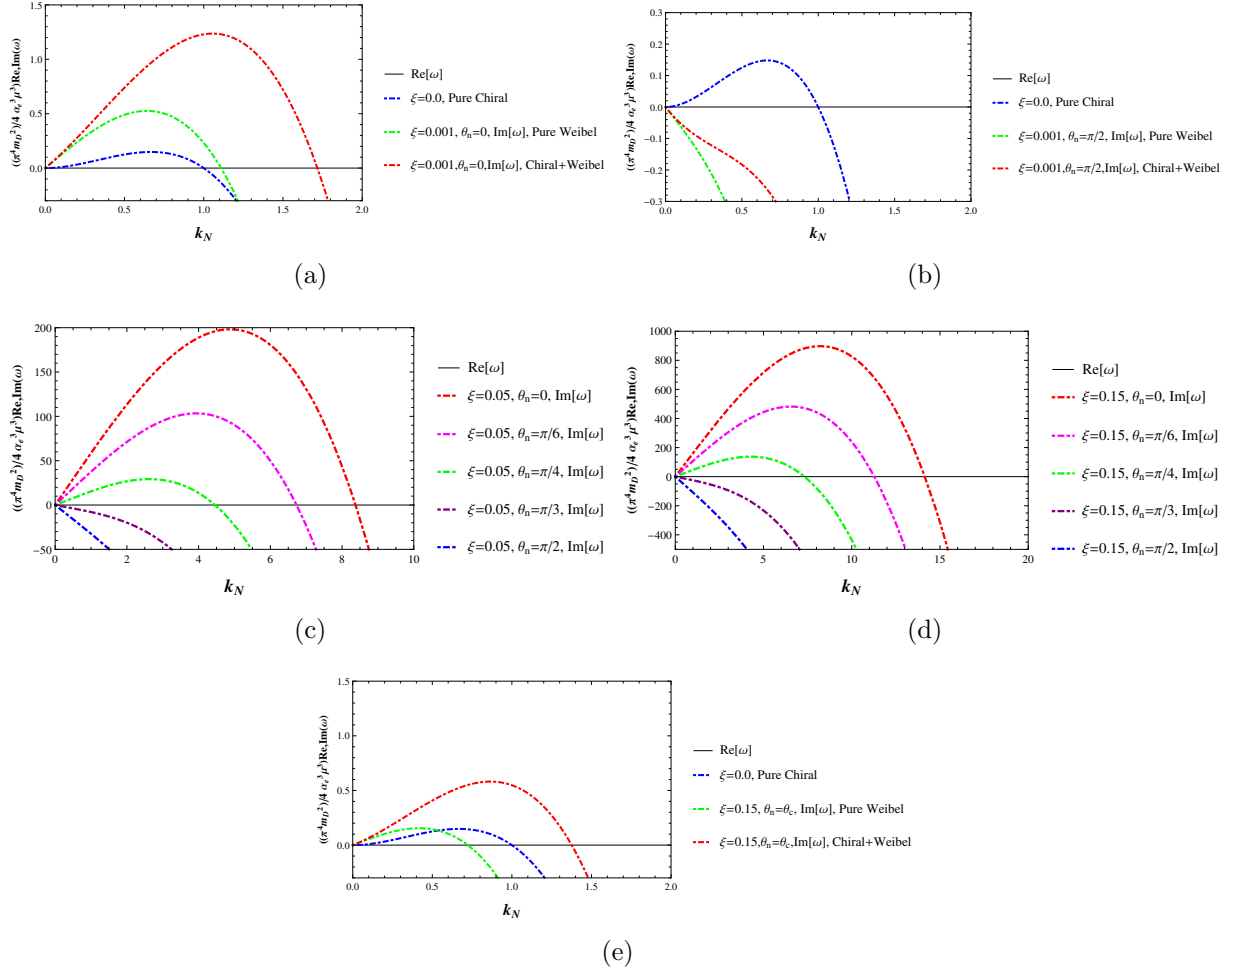 ((π⁴m_D²)/4 α_e³μ³)Re,Im(ω)
1.5
1.0
0.5
0.0
0.0 0.5 1.0 1.5 2.0
k_N
Re[ω]
ξ=0.0, Pure Chiral
ξ=0.001, θ_n=0, Im[ω], Pure Weibel
ξ=0.001,θ_n=0,Im[ω], Chiral+Weibel
(a)
((π⁴m_D²)/4 α_e³μ³)Re,Im(ω)
0.3
0.2
0.1
0.0
−0.1
−0.2
−0.3
0.0 0.5 1.0 1.5 2.0
k_N
Re[ω]
ξ=0.0, Pure Chiral
ξ=0.001, θ_n=π/2, Im[ω], Pure Weibel
ξ=0.001,θ_n=π/2,Im[ω], Chiral+Weibel
(b)
((π⁴m_D²)/4 α_e³μ³)Re,Im(ω)
200
150
100
50
0
−50
0 2 4 6 8 10
k_N
Re[ω]
ξ=0.05, θ_n=0, Im[ω]
ξ=0.05, θ_n=π/6, Im[ω]
ξ=0.05, θ_n=π/4, Im[ω]
ξ=0.05, θ_n=π/3, Im[ω]
ξ=0.05, θ_n=π/2, Im[ω]
(c)
((π⁴m_D²)/4 α_e³μ³)Re,Im(ω)
1000
800
600
400
200
0
−200
−400
0 5 10 15 20
k_N
Re[ω]
ξ=0.15, θ_n=0, Im[ω]
ξ=0.15, θ_n=π/6, Im[ω]
ξ=0.15, θ_n=π/4, Im[ω]
ξ=0.15, θ_n=π/3, Im[ω]
ξ=0.15, θ_n=π/2, Im[ω]
(d)
((π⁴m_D²)/4 α_e³μ³)Re,Im(ω)
1.5
1.0
0.5
0.0
0.0 0.5 1.0 1.5 2.0
k_N
Re[ω]
ξ=0.0, Pure Chiral
ξ=0.15, θ_n=θ_c, Im[ω], Pure Weibel
ξ=0.15,θ_n=θ_c,Im[ω], Chiral+Weibel
(e)